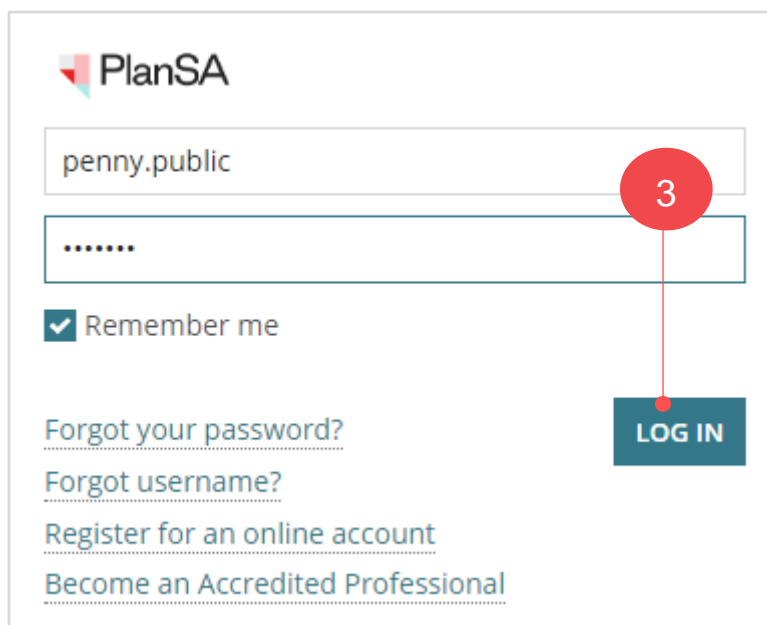 PlanSA
penny.public
3
•••••••
Remember me
Forgot your password?
LOG IN
Forgot username?
Register for an online account
Become an Accredited Professional